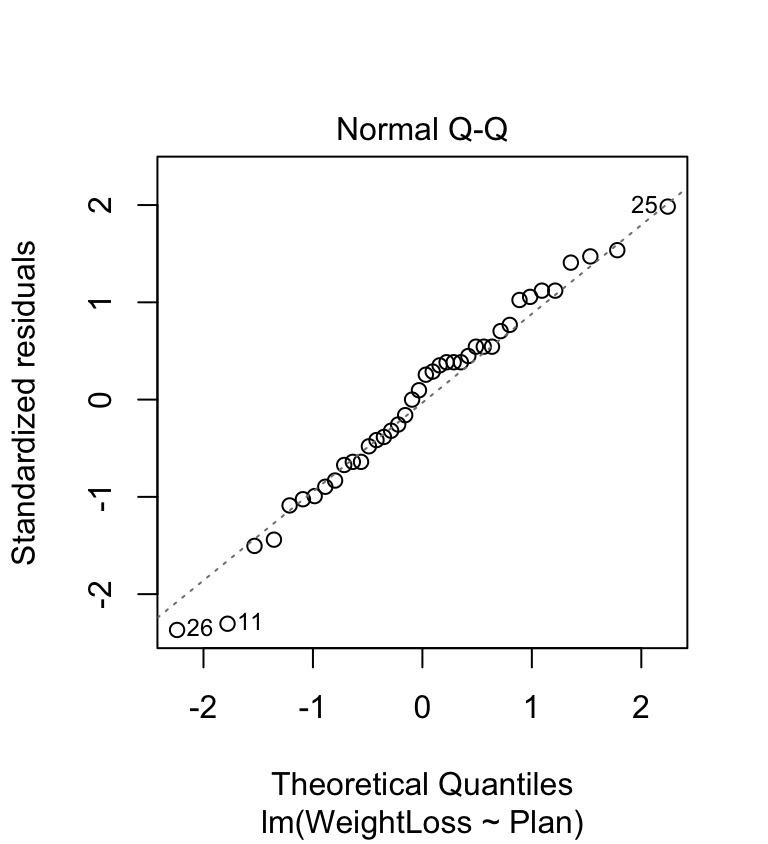 Normal Q-Q
Standardized residuals
2
1
0
-1
-2
25
26
11
-2 -1 0 1 2
Theoretical Quantiles
lm(WeightLoss ~ Plan)